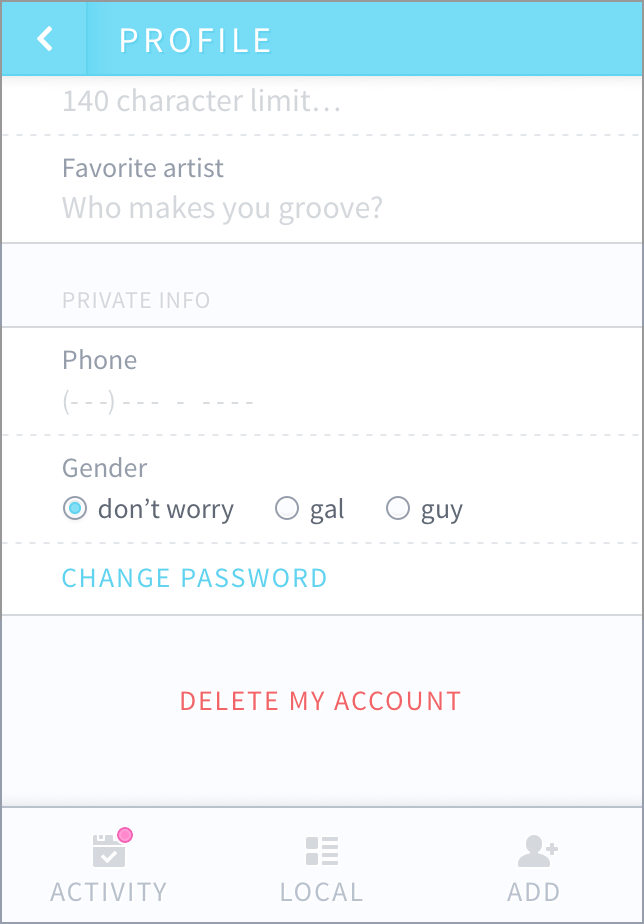 PROFILE
140 character limit...
Favorite artist
Who makes you groove?
PRIVATE INFO
Phone
(---) --- - ----
Gender
don’t worry gal guy
CHANGE PASSWORD
DELETE MY ACCOUNT
ACTIVITY LOCAL ADD